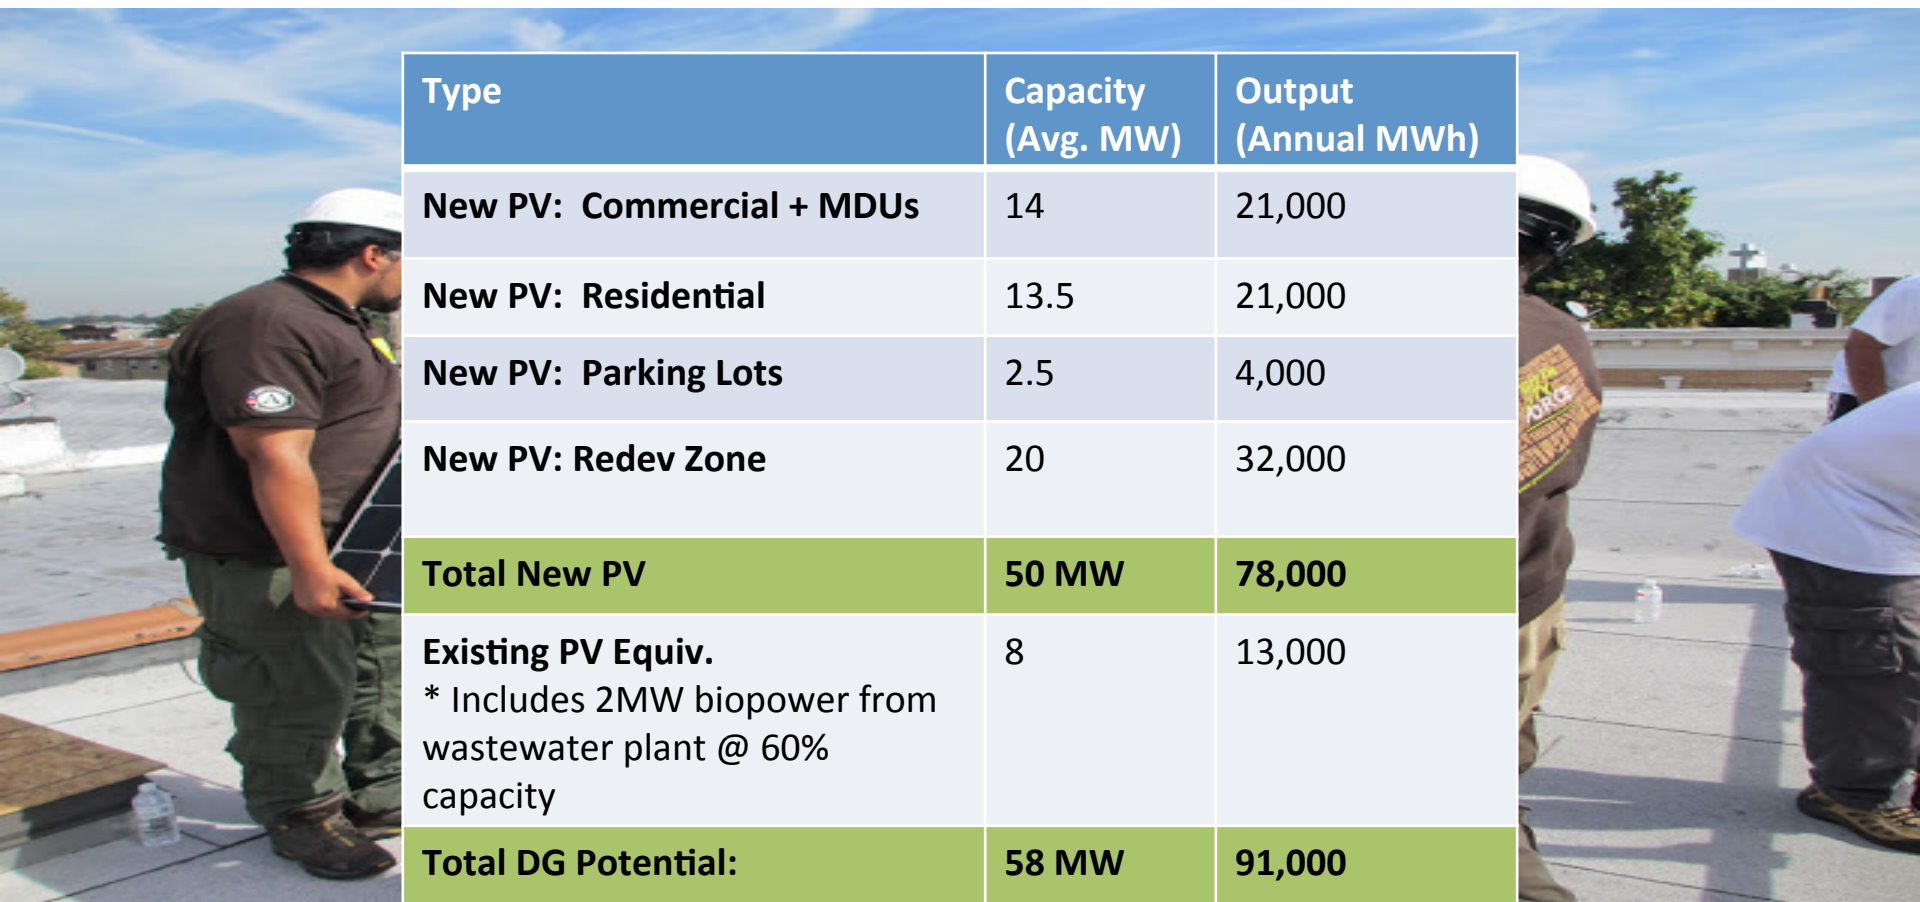 Type Capacity Output
(Avg. MW) (Annual MWh)
New PV:  Commercial + MDUs 14 21,000
New PV:  Residential 13.5 21,000
New PV:  Parking Lots 2.5 4,000
New PV: Redev Zone 20 32,000
Total New PV 50 MW 78,000
Existing PV Equiv. 8 13,000
* Includes 2MW biopower from
wastewater plant @ 60%
capacity
Total DG Potential: 58 MW 91,000
FORCE